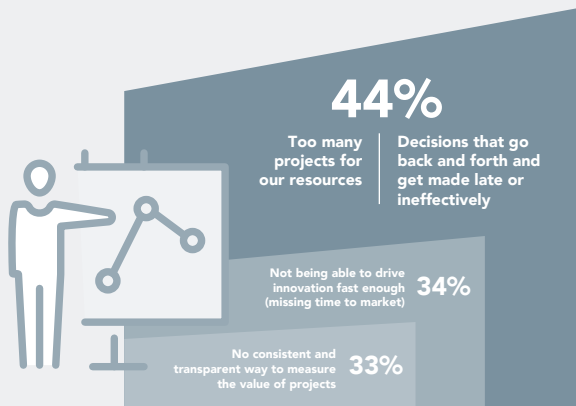 44%
Too many
projects for
our resources
Decisions that go
back and forth and
get made late or
ineffectively
Not being able to drive
innovation fast enough
(missing time to market)
34%
No consistent and
transparent way to measure
the value of projects
33%